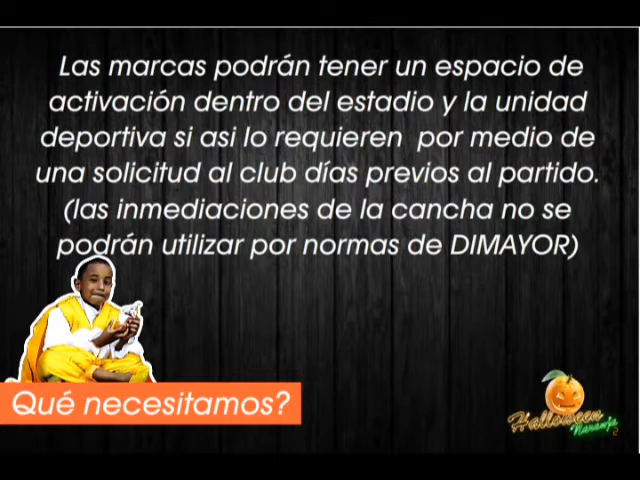 Las marcas podrán tener un espacio de
activación dentro del estadio y la unidad
deportiva si asi lo requieren por medio de
una solicitud al club días previos al partido.
(las inmediaciones de la cancha no se
podrán utilizar por normas de DIMAYOR)
Qué necesitamos?
Halloween
Naranja